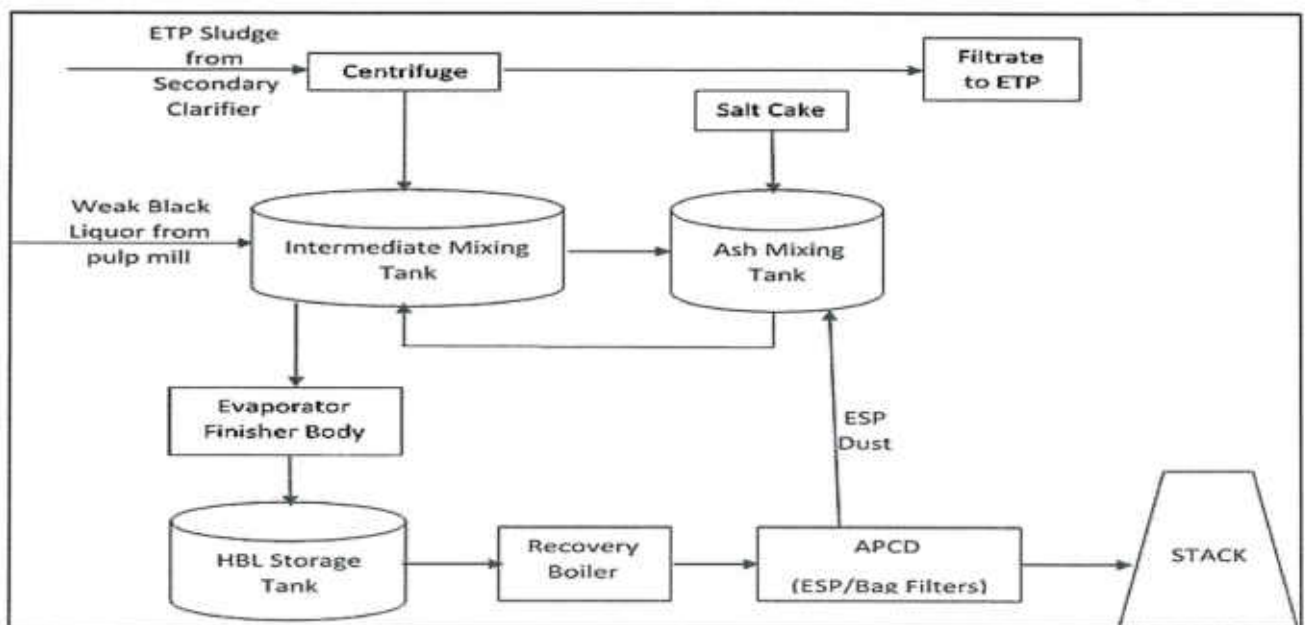 ETP Sludge
from
Secondary
Clarifier
Centrifuge
Filtrate
to ETP
Salt Cake
Weak Black
Liquor from
pulp mill
Intermediate Mixing
Tank
Ash Mixing
Tank
Evaporator
Finisher Body
ESP
Dust
HBL Storage
Tank
Recovery
Boiler
APCD
(ESP/Bag Filters)
STACK